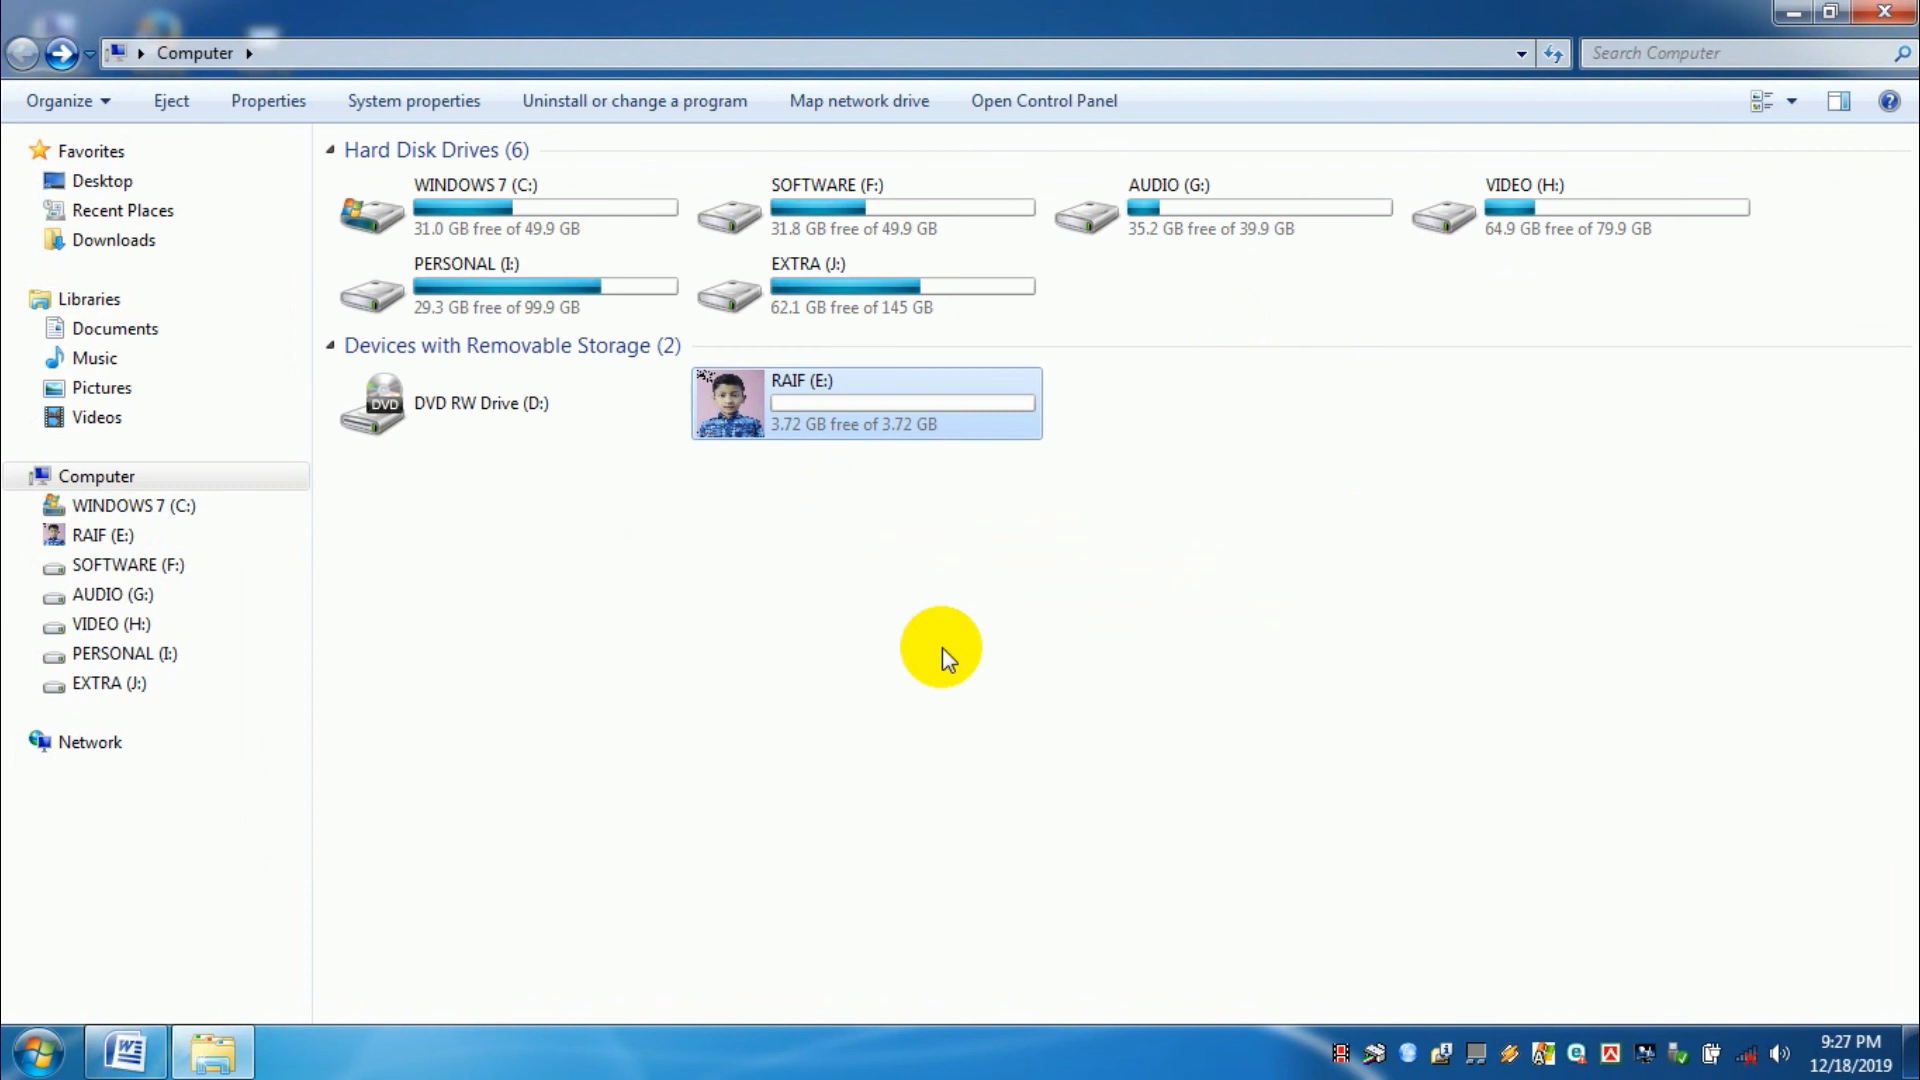 Computer
Search Computer
Organize
Eject
Properties
System properties
Uninstall or change a program
Map network drive
Open Control Panel
Favorites
Desktop
Recent Places
Downloads
Libraries
Documents
Music
Pictures
Videos
Computer
WINDOWS 7 (C:)
RAIF (E:)
SOFTWARE (F:)
AUDIO (G:)
VIDEO (H:)
PERSONAL (I:)
EXTRA (J:)
Network
Hard Disk Drives (6)
WINDOWS 7 (C:)
31.0 GB free of 49.9 GB
SOFTWARE (F:)
31.8 GB free of 49.9 GB
AUDIO (G:)
35.2 GB free of 39.9 GB
VIDEO (H:)
64.9 GB free of 79.9 GB
PERSONAL (I:)
29.3 GB free of 99.9 GB
EXTRA (J:)
62.1 GB free of 145 GB
Devices with Removable Storage (2)
DVD
DVD RW Drive (D:)
RAIF (E:)
3.72 GB free of 3.72 GB
9:27 PM
12/18/2019